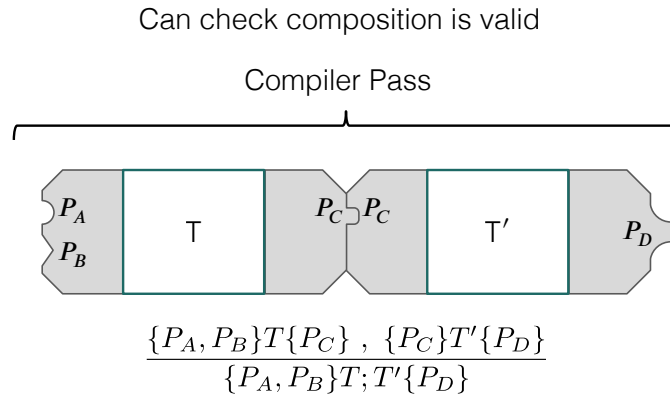 Can check composition is valid
Compiler Pass
P_A T P_C P_C T′ P_D
P_B
{P_A, P_B}T{P_C} , {P_C}T′{P_D}
{P_A, P_B}T; T′{P_D}